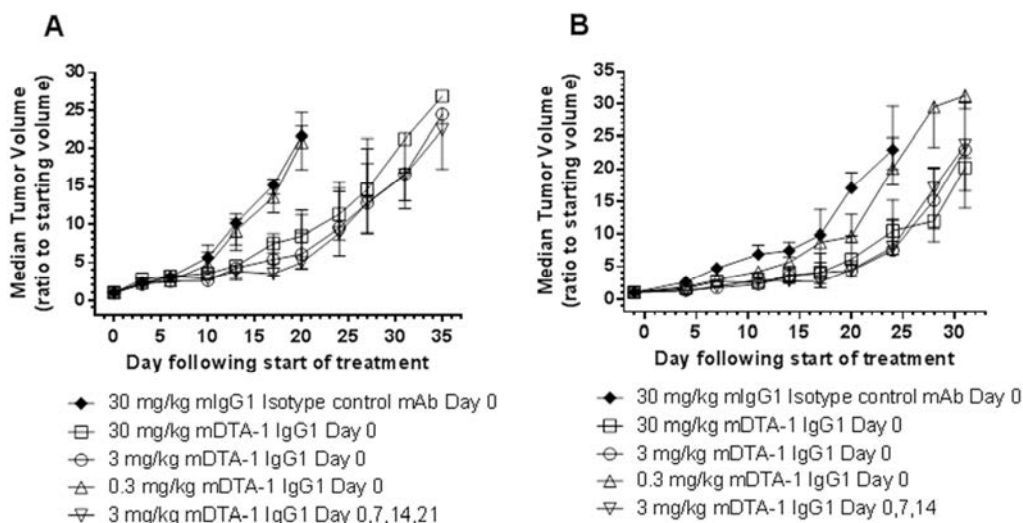 A
Median Tumor Volume
(ratio to starting volume)
30
25
20
15
10
5
0
0 5 10 15 20 25 30 35
Day following start of treatment
30 mg/kg mIgG1 Isotype control mAb Day 0
30 mg/kg mDTA-1 IgG1 Day 0
3 mg/kg mDTA-1 IgG1 Day 0
0.3 mg/kg mDTA-1 IgG1 Day 0
3 mg/kg mDTA-1 IgG1 Day 0,7,14,21
B
Median Tumor Volume
(ratio to starting volume)
35
30
25
20
15
10
5
0
0 5 10 15 20 25 30
Day following start of treatment
30 mg/kg mIgG1 Isotype control mAb Day 0
30 mg/kg mDTA-1 IgG1 Day 0
3 mg/kg mDTA-1 IgG1 Day 0
0.3 mg/kg mDTA-1 IgG1 Day 0
3 mg/kg mDTA-1 IgG1 Day 0,7,14